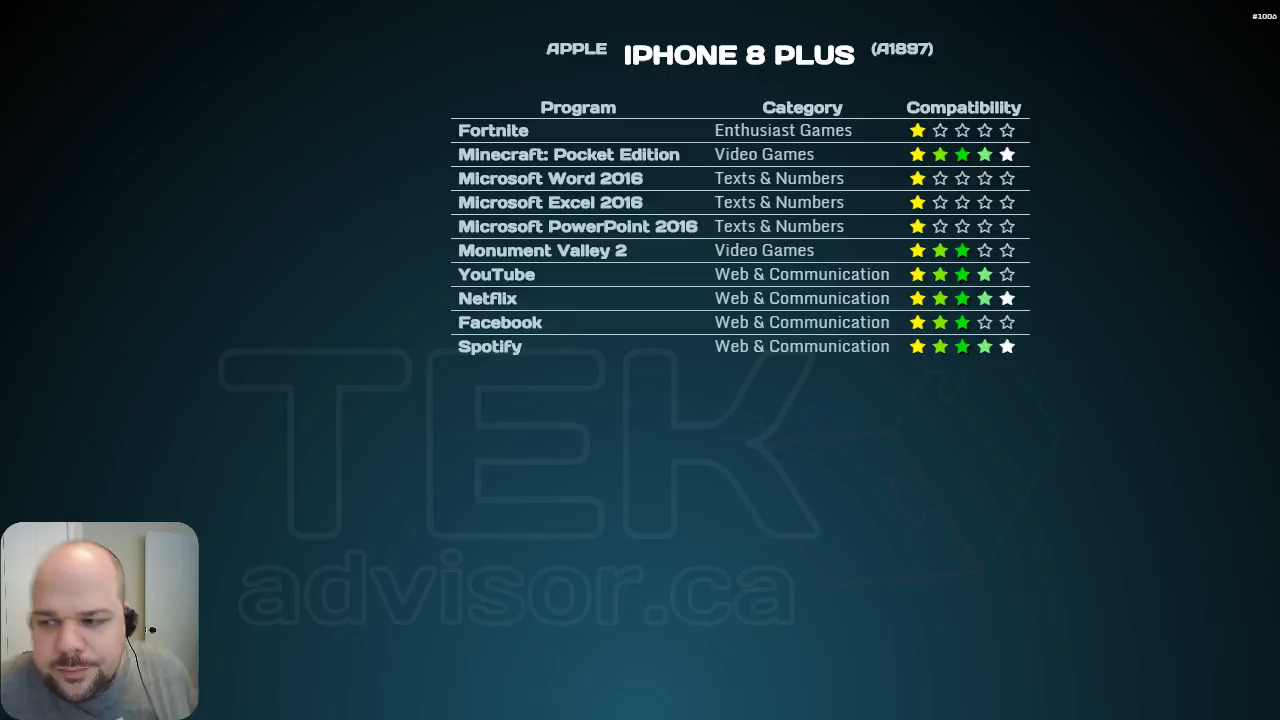 #1006
APPLE IPHONE 8 PLUS (A1897)
Program Category Compatibility
Fortnite Enthusiast Games
Minecraft: Pocket Edition Video Games
Microsoft Word 2016 Texts & Numbers
Microsoft Excel 2016 Texts & Numbers
Microsoft PowerPoint 2016 Texts & Numbers
Monument Valley 2 Video Games
YouTube Web & Communication
Netflix Web & Communication
Facebook Web & Communication
Spotify Web & Communication
TEK
advisor.ca